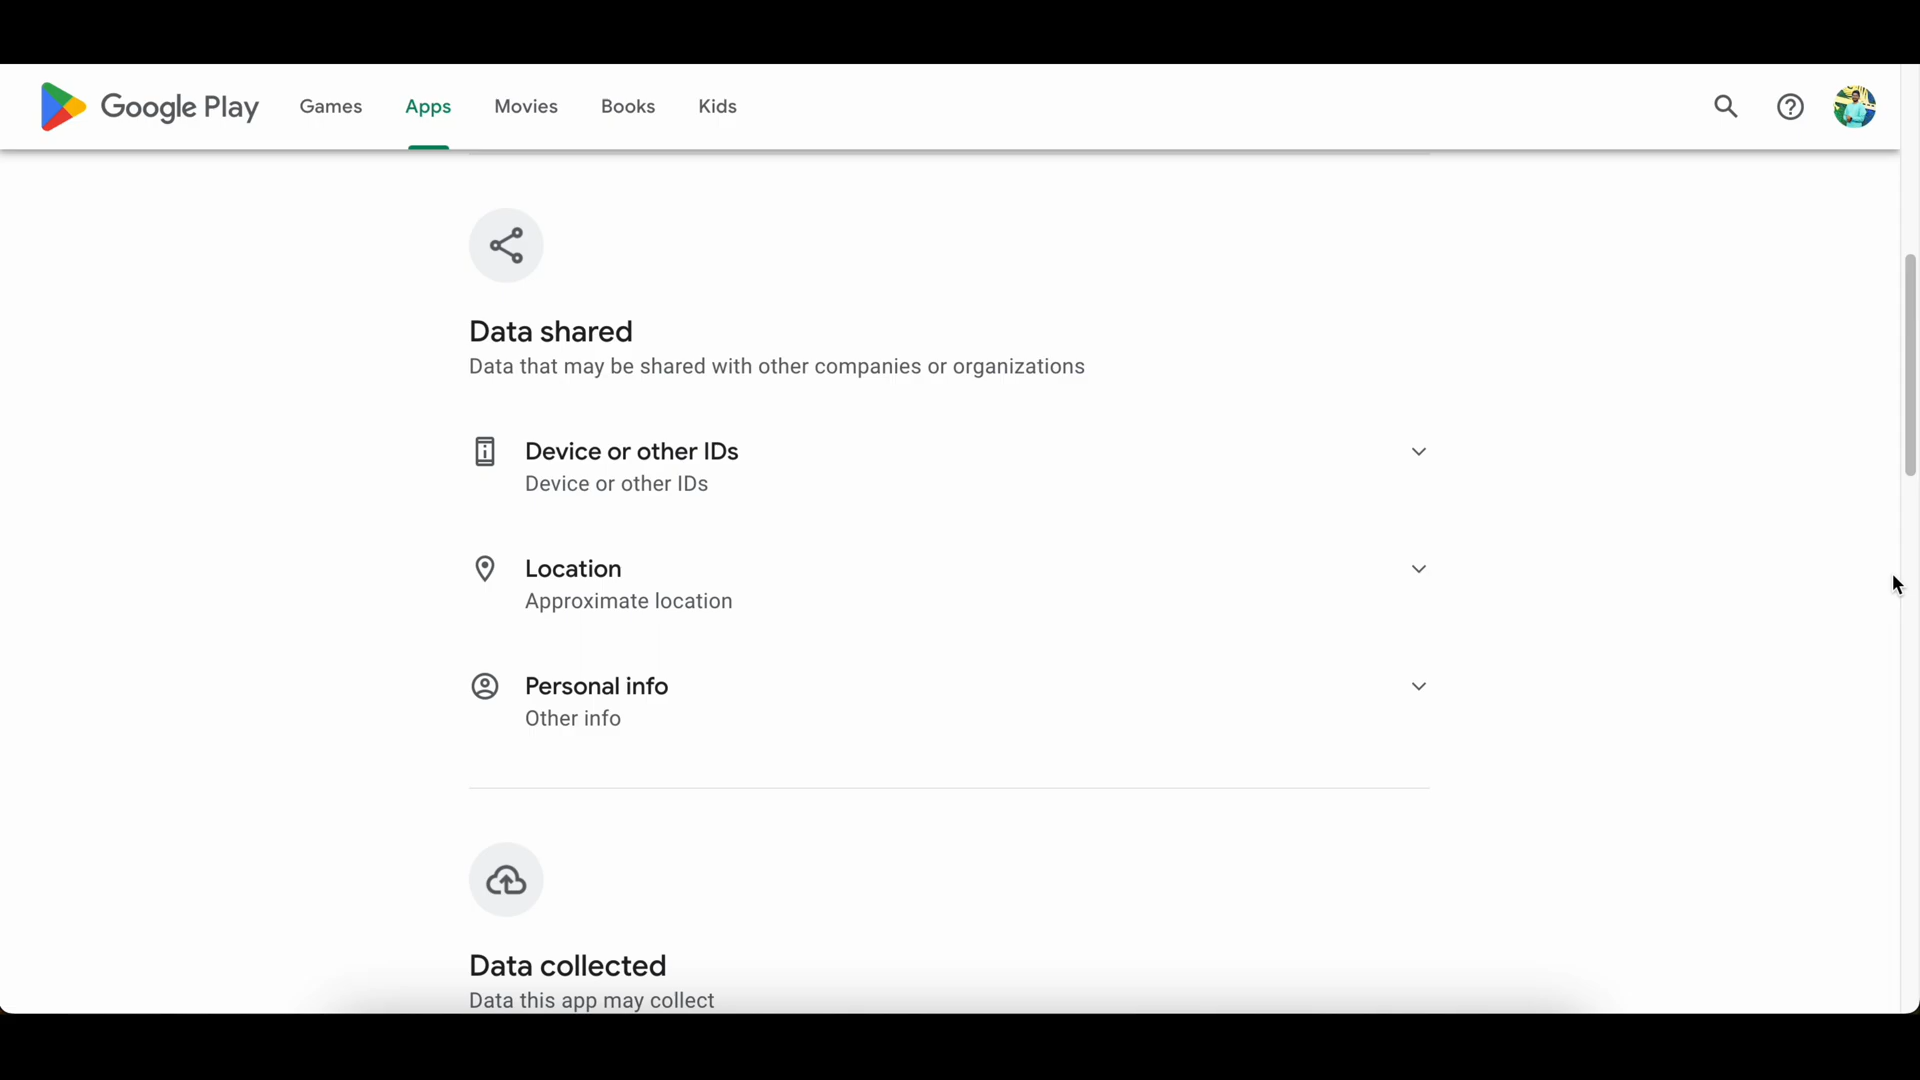 Google Play Games Apps Movies Books Kids
Data shared
Data that may be shared with other companies or organizations
Device or other IDs
Device or other IDs
Location
Approximate location
Personal info
Other info
Data collected
Data this app may collect